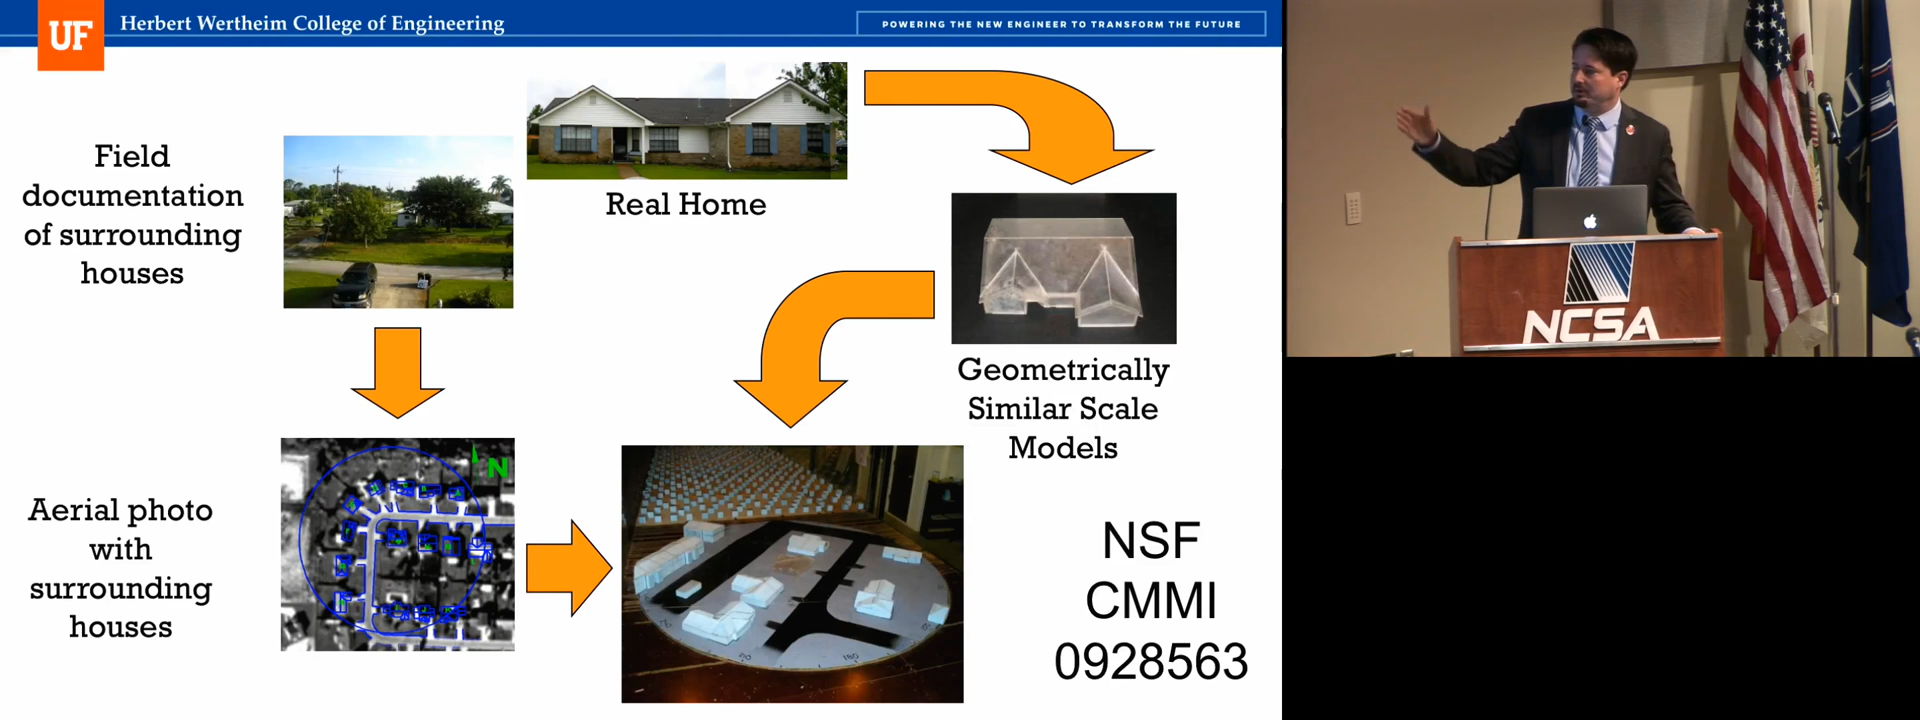 UF
Herbert Wertheim College of Engineering
POWERING THE NEW ENGINEER TO TRANSFORM THE FUTURE
Field
documentation
of surrounding
houses
Real Home
Geometrically
Similar Scale
Models
N
Aerial photo
with
surrounding
houses
180
NSF
CMMI
0928563
NCSA